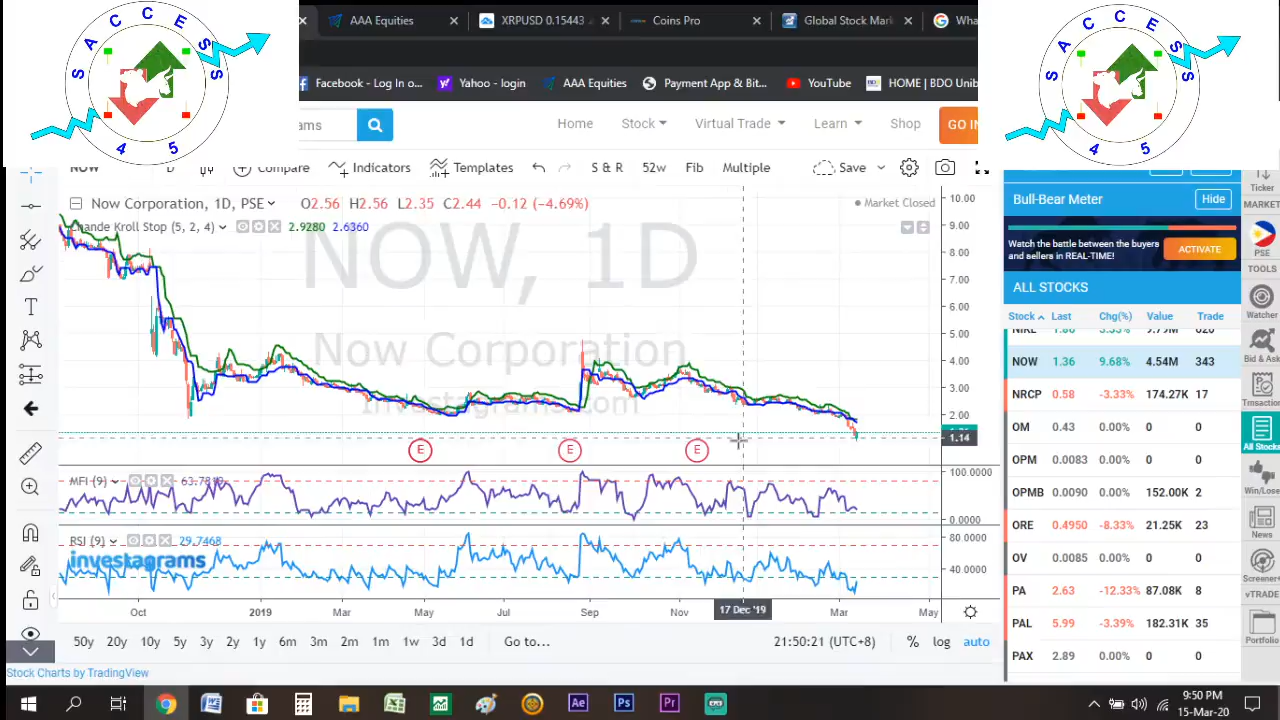 SACCESS 45
AAA Equities
XRPUSD 0.15443
Coins Pro
Global Stock Mark
Wha
SACCESS 45
Facebook - Log In o...
Yahoo - login
AAA Equities
Payment App & Bit...
YouTube
HOME | BDO Unib
ams
Home
Stock
Virtual Trade
Learn
Shop
GO IN
NOW
D
Compare
Indicators
Templates
S & R
52w
Fib
Multiple
Save
Now Corporation, 1D, PSE
O2.56 H2.56 L2.35 C2.44 -0.12 (-4.69%)
Market Closed
Chande Kroll Stop (5, 2, 4)
2.9280 2.6360
NOW, 1D
Now Corporation
Investagrams.com
10.00
9.00
8.00
7.00
6.00
5.00
4.00
3.00
2.00
1.14
E
E
E
MFI (9)
100.0000
0.0000
RSI (9)
29.7468
investagrams
80.0000
40.0000
Oct
2019
Mar
May
Jul
Sep
Nov
17 Dec '19
Mar
May
50y 20y 10y 5y 3y 2y 1y 6m 3m 2m 1m 1w 3d 1d
Go to...
21:50:21 (UTC+8)
%
log
auto
Stock Charts by TradingView
Bull-Bear Meter
Hide
Watch the battle between the buyers
and sellers in REAL-TIME!
ACTIVATE
ALL STOCKS
Stock Last Chg(%) Value Trade
NOW 1.36 9.68% 4.54M 343
NRCP 0.58 -3.33% 174.27K 17
OM 0.43 0.00% 0 0
OPM 0.0083 0.00% 0 0
OPMB 0.0090 0.00% 152.00K 2
ORE 0.4950 -8.33% 21.25K 23
OV 0.0085 0.00% 0 0
PA 2.63 -12.33% 87.08K 8
PAL 5.99 -3.39% 182.31K 35
PAX 2.89 0.00% 0 0
Ticker
MARKET
PSE
TOOLS
Watcher
Bid & Ask
Trnsaction
All Stocks
Win/Lose
News
Screener
vTRADE
Portfolio
9:50 PM
15-Mar-20